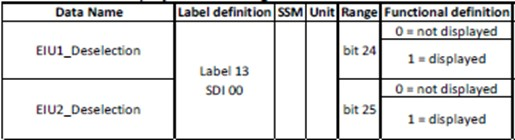 Data Name Label definition SSM Unit Range Functional definition
EIU1_Deselection Label 13 SDI 00 bit 24 0 = not displayed
1 = displayed
EIU2_Deselection bit 25 0 = not displayed
1 = displayed